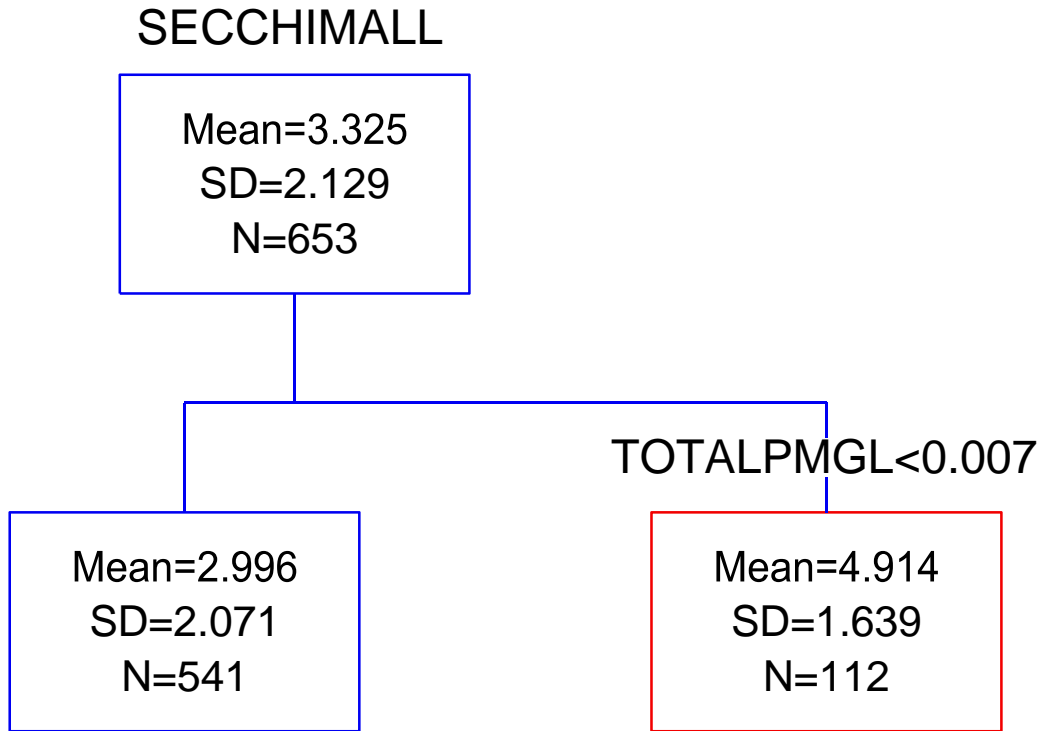 SECCHIMALL
Mean=3.325
SD=2.129
N=653
TOTALPMGL<0.007
Mean=2.996
SD=2.071
N=541
Mean=4.914
SD=1.639
N=112